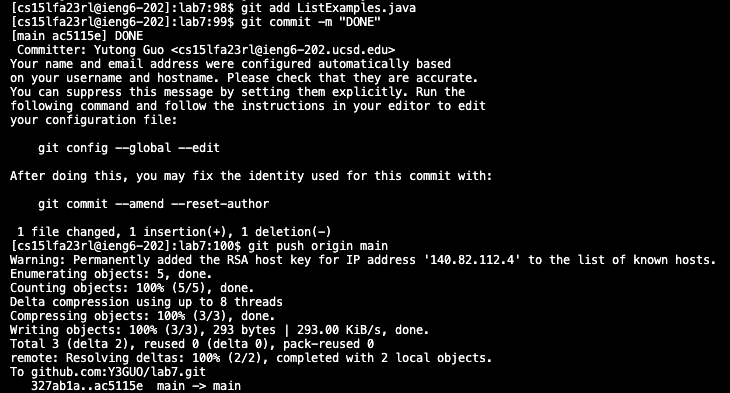 [cs15lfa23rl@ieng6-202]:lab7:98$ git add ListExamples.java
[cs15lfa23rl@ieng6-202]:lab7:99$ git commit -m "DONE"
[main ac5115e] DONE
 Committer: Yutong Guo <cs15lfa23rl@ieng6-202.ucsd.edu>
Your name and email address were configured automatically based
on your username and hostname. Please check that they are accurate.
You can suppress this message by setting them explicitly. Run the
following command and follow the instructions in your editor to edit
your configuration file:

    git config --global --edit

After doing this, you may fix the identity used for this commit with:

    git commit --amend --reset-author

 1 file changed, 1 insertion(+), 1 deletion(-)
[cs15lfa23rl@ieng6-202]:lab7:100$ git push origin main
Warning: Permanently added the RSA host key for IP address '140.82.112.4' to the list of known hosts.
Enumerating objects: 5, done.
Counting objects: 100% (5/5), done.
Delta compression using up to 8 threads
Compressing objects: 100% (3/3), done.
Writing objects: 100% (3/3), 293 bytes | 293.00 KiB/s, done.
Total 3 (delta 2), reused 0 (delta 0), pack-reused 0
remote: Resolving deltas: 100% (2/2), completed with 2 local objects.
To github.com:Y3GUO/lab7.git
   327ab1a..ac5115e  main -> main